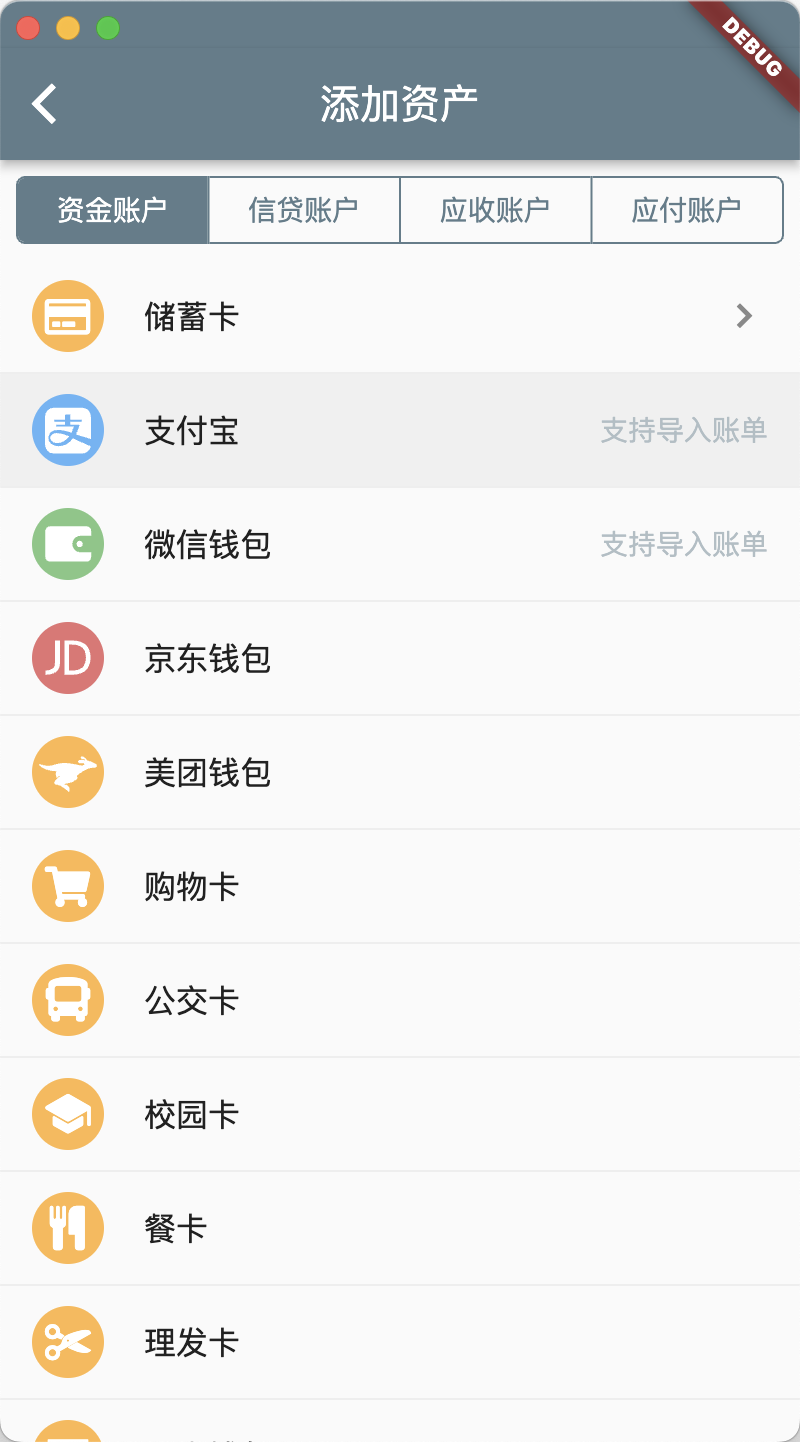 DEBUG
添加资产
资金账户 信贷账户 应收账户 应付账户
储蓄卡
支 支付宝 支持导入账单
微信钱包 支持导入账单
JD 京东钱包
美团钱包
购物卡
公交卡
校园卡
餐卡
理发卡